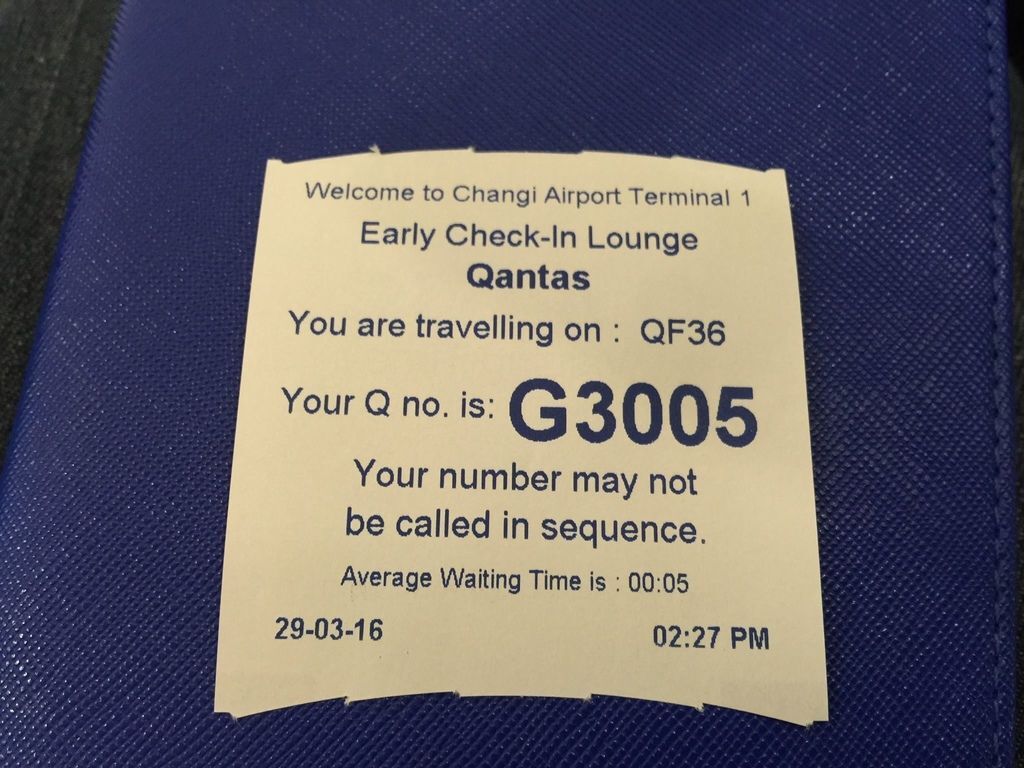 Welcome to Changi Airport Terminal 1
Early Check-In Lounge
Qantas
You are travelling on : QF36
Your Q no. is: G3005
Your number may not
be called in sequence.
Average Waiting Time is : 00:05
29-03-16 02:27 PM